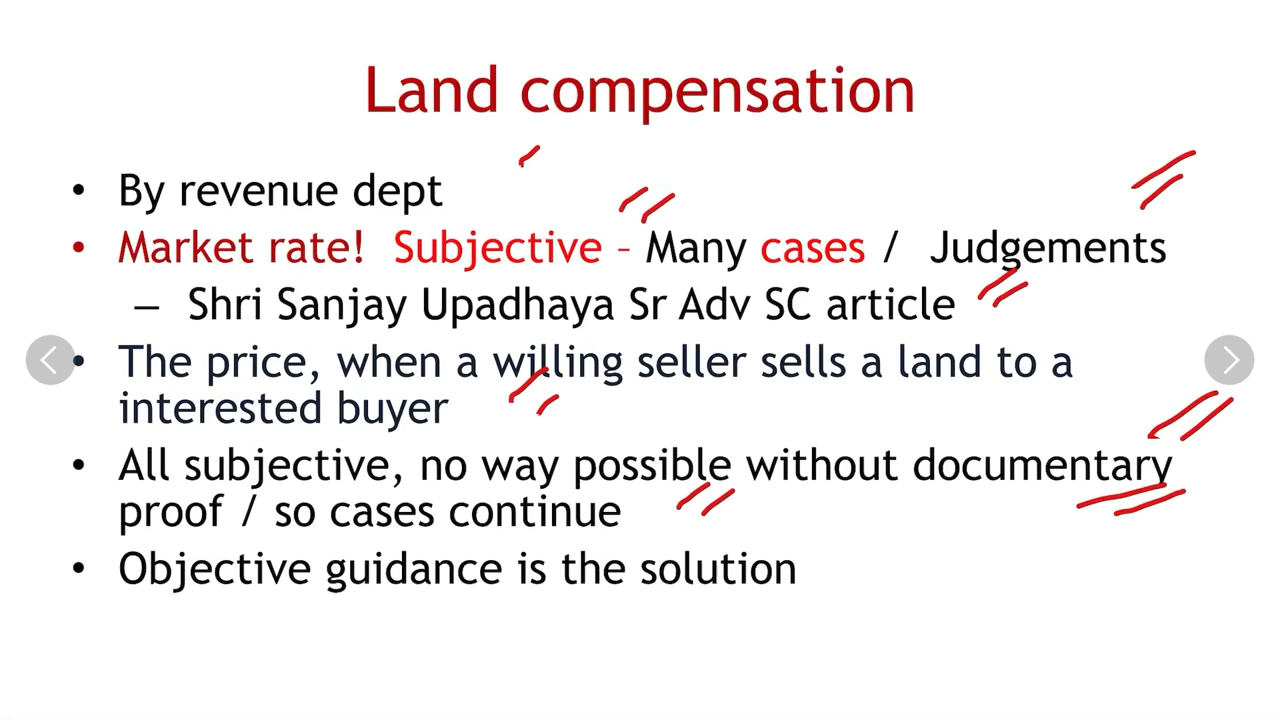 Land compensation
• By revenue dept
• Market rate! Subjective – Many cases / Judgements
– Shri Sanjay Upadhaya Sr Adv SC article
• The price, when a willing seller sells a land to a
interested buyer
• All subjective, no way possible without documentary
proof / so cases continue
• Objective guidance is the solution